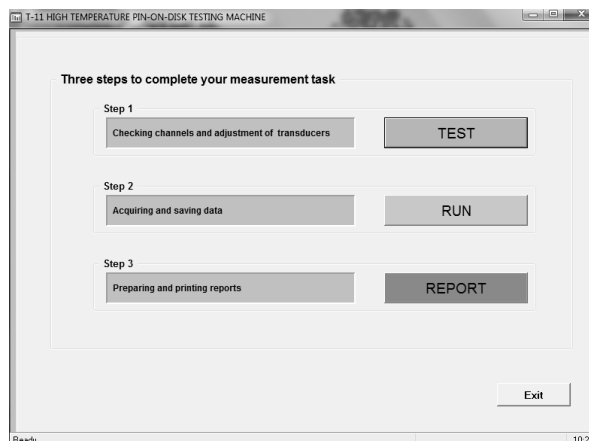 T-11 HIGH TEMPERATURE PIN-ON-DISK TESTING MACHINE
Three steps to complete your measurement task
Step 1
Checking channels and adjustment of transducers
TEST
Step 2
Acquiring and saving data
RUN
Step 3
Preparing and printing reports
REPORT
Exit
Ready